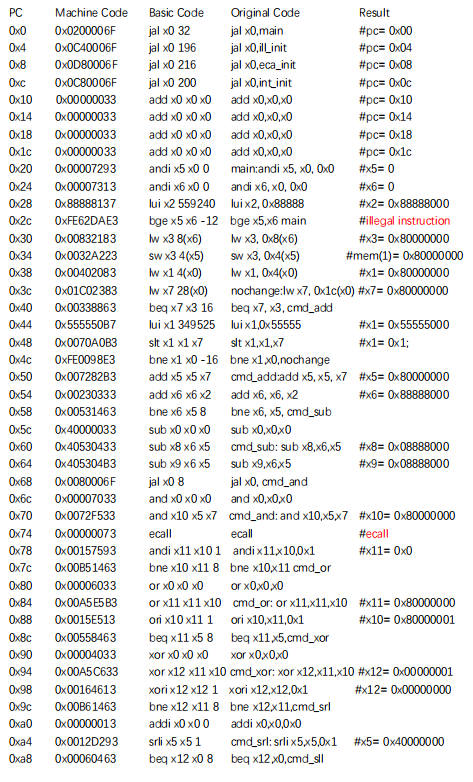 PC Machine Code Basic Code Original Code Result
0x0 0x0200006F jal x0 32 jal x0,main #pc= 0x00
0x4 0x0C40006F jal x0 196 jal x0,ill_init #pc= 0x04
0x8 0x0D80006F jal x0 216 jal x0,eca_init #pc= 0x08
0xc 0x0C80006F jal x0 200 jal x0,int_init #pc= 0x0c
0x10 0x00000033 add x0 x0 x0 add x0,x0,x0 #pc= 0x10
0x14 0x00000033 add x0 x0 x0 add x0,x0,x0 #pc= 0x14
0x18 0x00000033 add x0 x0 x0 add x0,x0,x0 #pc= 0x18
0x1c 0x00000033 add x0 x0 x0 add x0,x0,x0 #pc= 0x1c
0x20 0x00007293 andi x5 x0 0 main:andi x5, x0, 0x0 #x5= 0
0x24 0x00007313 andi x6 x0 0 andi x6, x0, 0x0 #x6= 0
0x28 0x88888137 lui x2 559240 lui x2, 0x88888 #x2= 0x88888000
0x2c 0xFE62DAE3 bge x5 x6 -12 bge x5,x6 main #illegal instruction
0x30 0x00832183 lw x3 8(x6) lw x3, 0x8(x6) #x3= 0x80000000
0x34 0x0032A223 sw x3 4(x5) sw x3, 0x4(x5) #mem(1)= 0x80000000
0x38 0x00402083 lw x1 4(x0) lw x1, 0x4(x0) #x1= 0x80000000
0x3c 0x01C02383 lw x7 28(x0) nochange:lw x7, 0x1c(x0) #x7= 0x80000000
0x40 0x00338863 beq x7 x3 16 beq x7, x3, cmd_add
0x44 0x555550B7 lui x1 349525 lui x1,0x55555 #x1= 0x55555000
0x48 0x0070A0B3 slt x1 x1 x7 slt x1,x1,x7 #x1= 0x1;
0x4c 0xFE0098E3 bne x1 x0 -16 bne x1,x0,nochange
0x50 0x007282B3 add x5 x5 x7 cmd_add:add x5, x5, x7 #x5= 0x80000000
0x54 0x00230333 add x6 x6 x2 add x6, x6, x2 #x6= 0x88888000
0x58 0x00531463 bne x6 x5 8 bne x6, x5, cmd_sub
0x5c 0x40000033 sub x0 x0 x0 sub x0,x0,x0
0x60 0x40530433 sub x8 x6 x5 cmd_sub: sub x8,x6,x5 #x8= 0x08888000
0x64 0x405304B3 sub x9 x6 x5 sub x9,x6,x5 #x9= 0x08888000
0x68 0x0080006F jal x0 8 jal x0, cmd_and
0x6c 0x00007033 and x0 x0 x0 and x0,x0,x0
0x70 0x0072F533 and x10 x5 x7 cmd_and: and x10,x5,x7 #x10= 0x80000000
0x74 0x00000073 ecall ecall #ecall
0x78 0x00157593 andi x11 x10 1 andi x11,x10,0x1 #x11= 0x0
0x7c 0x00B51463 bne x10 x11 8 bne x10,x11 cmd_or
0x80 0x00006033 or x0 x0 x0 or x0,x0,x0
0x84 0x00A5E5B3 or x11 x11 x10 cmd_or: or x11,x11,x10 #x11= 0x80000000
0x88 0x0015E513 ori x10 x11 1 ori x10,x11,0x1 #x10= 0x80000001
0x8c 0x00558463 beq x11 x5 8 beq x11,x5,cmd_xor
0x90 0x00004033 xor x0 x0 x0 xor x0,x0,x0
0x94 0x00A5C633 xor x12 x11 x10 cmd_xor: xor x12,x11,x10 #x12= 0x00000001
0x98 0x00164613 xori x12 x12 1 xori x12,x12,0x1 #x12= 0x00000000
0x9c 0x00B61463 bne x12 x11 8 bne x12,x11,cmd_srl
0xa0 0x00000013 addi x0 x0 0 addi x0,x0,0x0
0xa4 0x0012D293 srli x5 x5 1 cmd_srl: srli x5,x5,0x1 #x5= 0x40000000
0xa8 0x00060463 beq x12 x0 8 beq x12,x0,cmd_sll